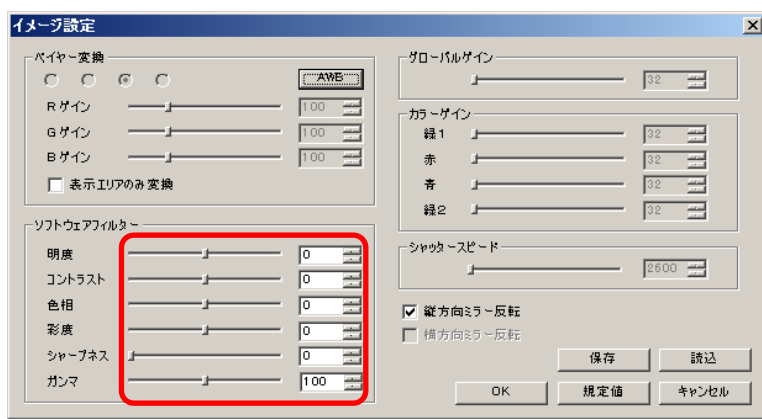 イメージ設定
ベイヤー変換
AWB
Rゲイン 100
Gゲイン 100
Bゲイン 100
表示エリアのみ変換
ソフトウェアフィルター
明度 0
コントラスト 0
色相 0
彩度 0
シャープネス 0
ガンマ 100
グローバルゲイン
32
カラーゲイン
緑1 32
赤 32
青 32
緑2 32
シャッタースピード
2600
縦方向ミラー反転
横方向ミラー反転
保存 読込
OK 規定値 キャンセル